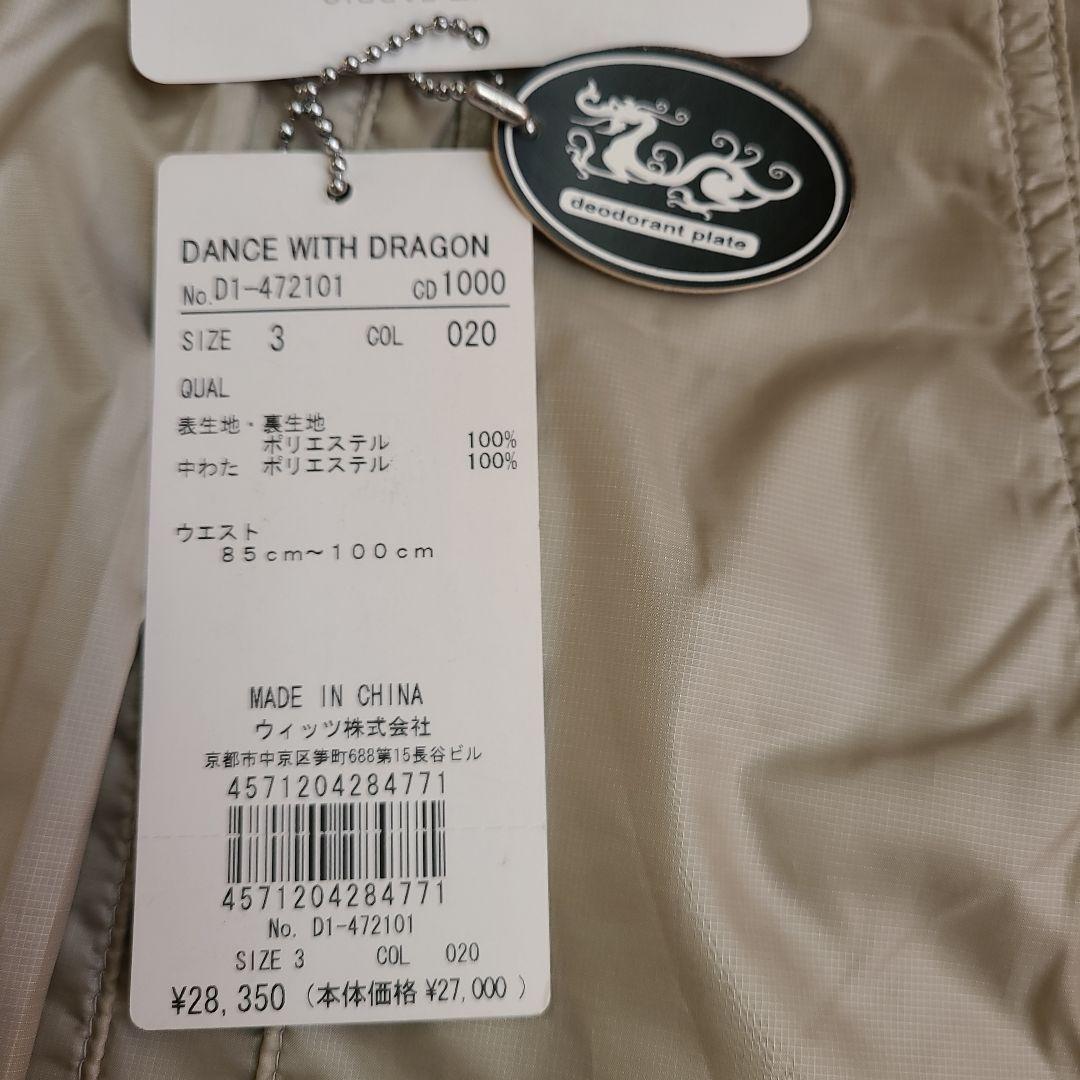 deodorant plate
DANCE WITH DRAGON
No.D1-472101 CD1000
SIZE 3 COL 020
QUAL
表生地・裏生地
ポリエステル 100%
中わた ポリエステル 100%
ウエスト
85cm～100cm
MADE IN CHINA
ウィッツ株式会社
京都市中京区笋町688第15長谷ビル
4571204284771
4571204284771
No. D1-472101
SIZE 3 COL 020
¥28,350 (本体価格 ¥27,000 )